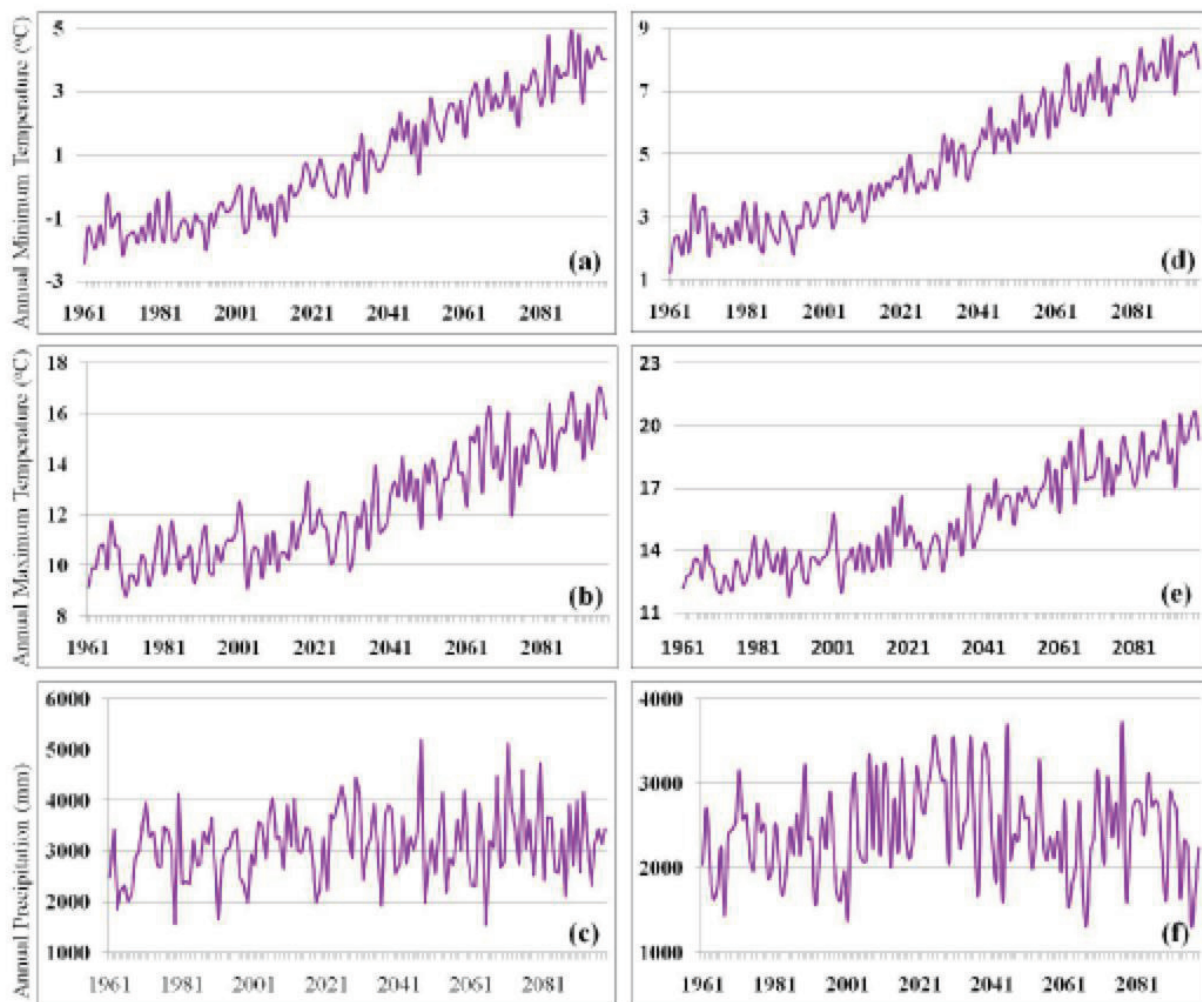 Annual Minimum Temperature (°C)
5
3
1
-1
-3
1961 1981 2001 2021 2041 2061 2081
(a)
9
7
5
3
1
1961 1981 2001 2021 2041 2061 2081
(d)
Annual Maximum Temperature (°C)
18
16
14
12
10
8
1961 1981 2001 2021 2041 2061 2081
(b)
23
20
17
14
11
1961 1981 2001 2021 2041 2061 2081
(e)
Annual Precipitation (mm)
6000
5000
4000
3000
2000
1000
1961 1981 2001 2021 2041 2061 2081
(c)
4000
3000
2000
1000
1961 1981 2001 2021 2041 2061 2081
(f)